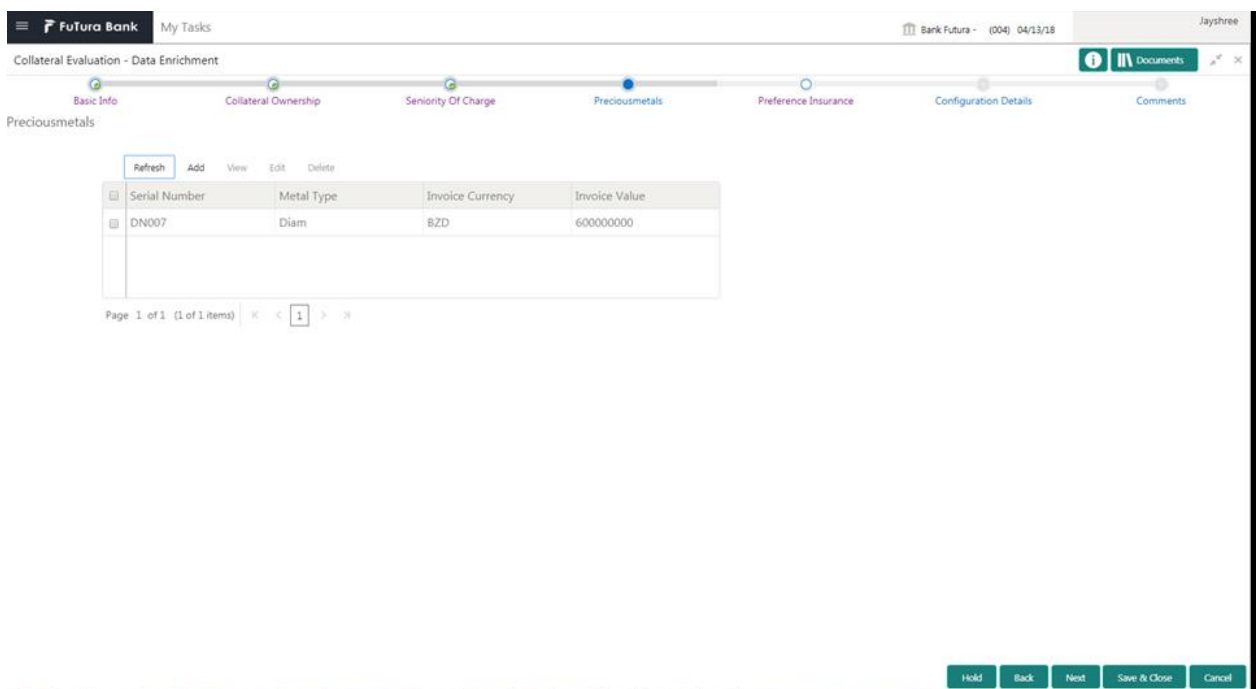 FuTura Bank My Tasks Bank Futura - (004) 04/13/18 Jayshree
Collateral Evaluation - Data Enrichment i Documents
Basic Info Collateral Ownership Seniority Of Charge Preciousmetals Preference Insurance Configuration Details Comments
Preciousmetals
Refresh Add View Edit Delete
Serial Number Metal Type Invoice Currency Invoice Value
DN007 Diam BZD 600000000
Page 1 of 1 (1 of 1 items) 1
Hold Back Next Save & Close Cancel